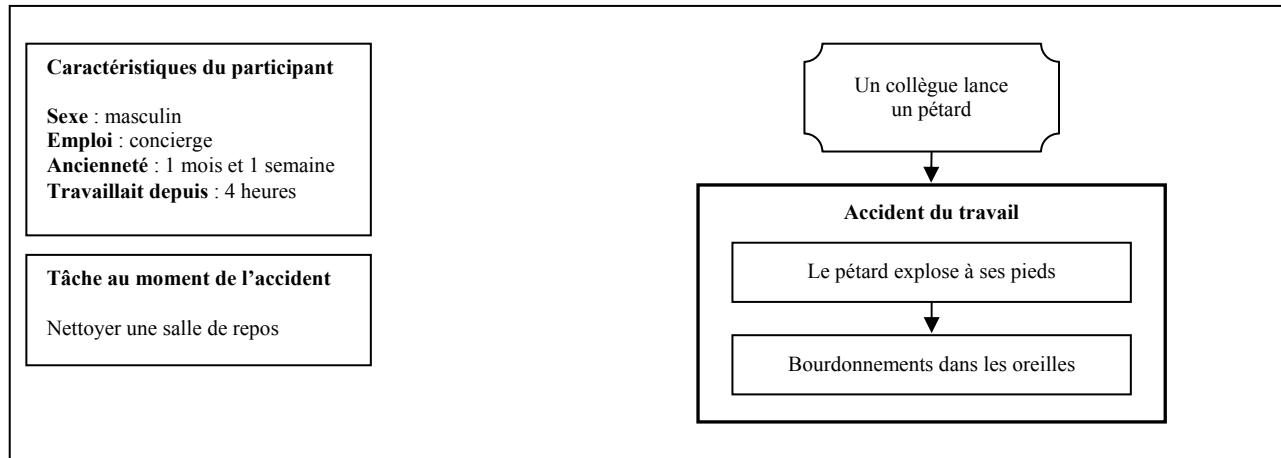 Caractéristiques du participant
Sexe : masculin
Emploi : concierge
Ancienneté : 1 mois et 1 semaine
Travaillait depuis : 4 heures
Tâche au moment de l’accident
Nettoyer une salle de repos
Un collègue lance
un pétard
Accident du travail
Le pétard explose à ses pieds
Bourdonnements dans les oreilles